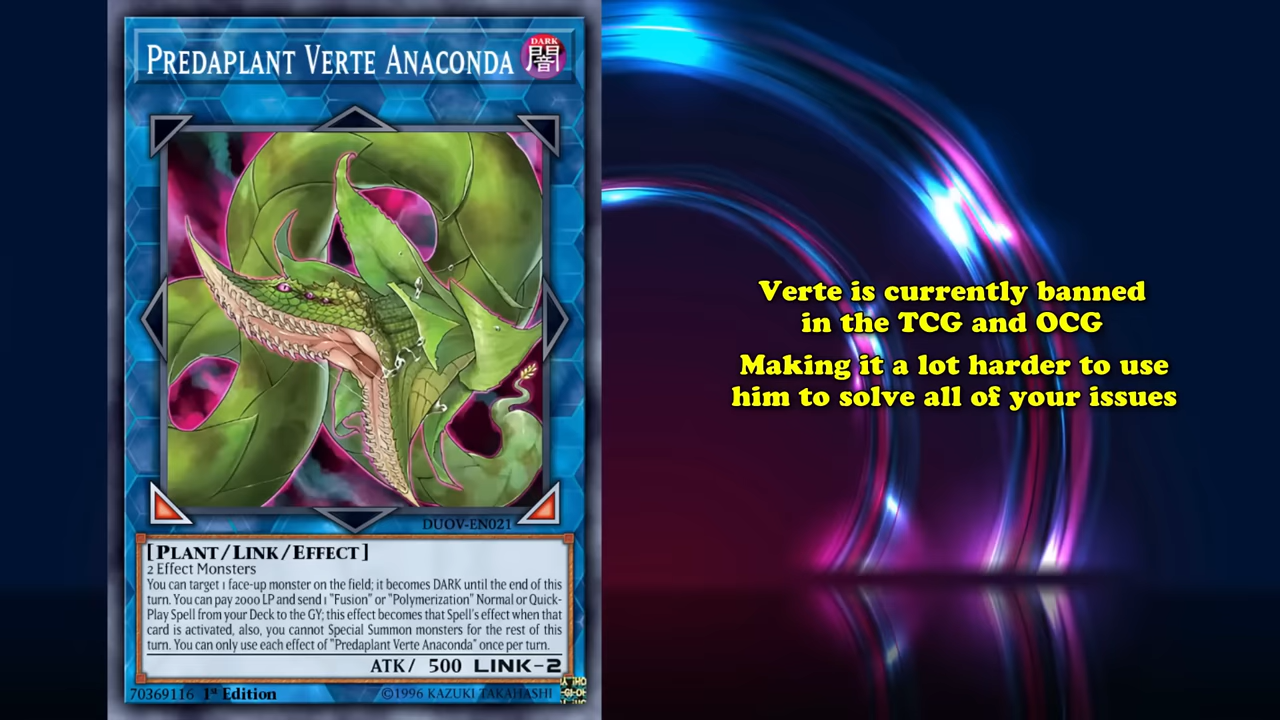 PREDAPLANT VERTE ANACONDA
DARK
闇
DUOV-EN021
[PLANT/LINK/EFFECT]
2 Effect Monsters
You can target 1 face-up monster on the field; it becomes DARK until the end of this
turn. You can pay 2000 LP and send 1 "Fusion" or "Polymerization" Normal or Quick-
Play Spell from your Deck to the GY; this effect becomes that Spell's effect when that
card is activated, also, you cannot Special Summon monsters for the rest of this
turn. You can only use each effect of "Predaplant Verte Anaconda" once per turn.
ATK/ 500 LINK-2
70369116 1st Edition ©1996 KAZUKI TAKAHASHI
Verte is currently banned
in the TCG and OCG
Making it a lot harder to use
him to solve all of your issues